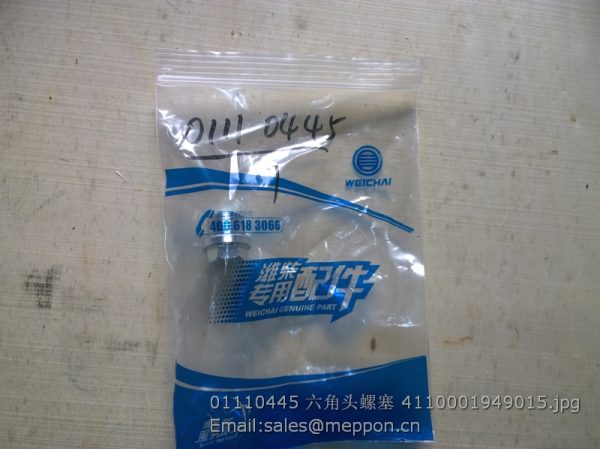 0111 0445
1
WEICHAI
400 618 3066
潍柴
专用配件
WEICHAI GENUINE PART
01110445 六角头螺塞 4110001949015.jpg
Email:sales@meppon.cn